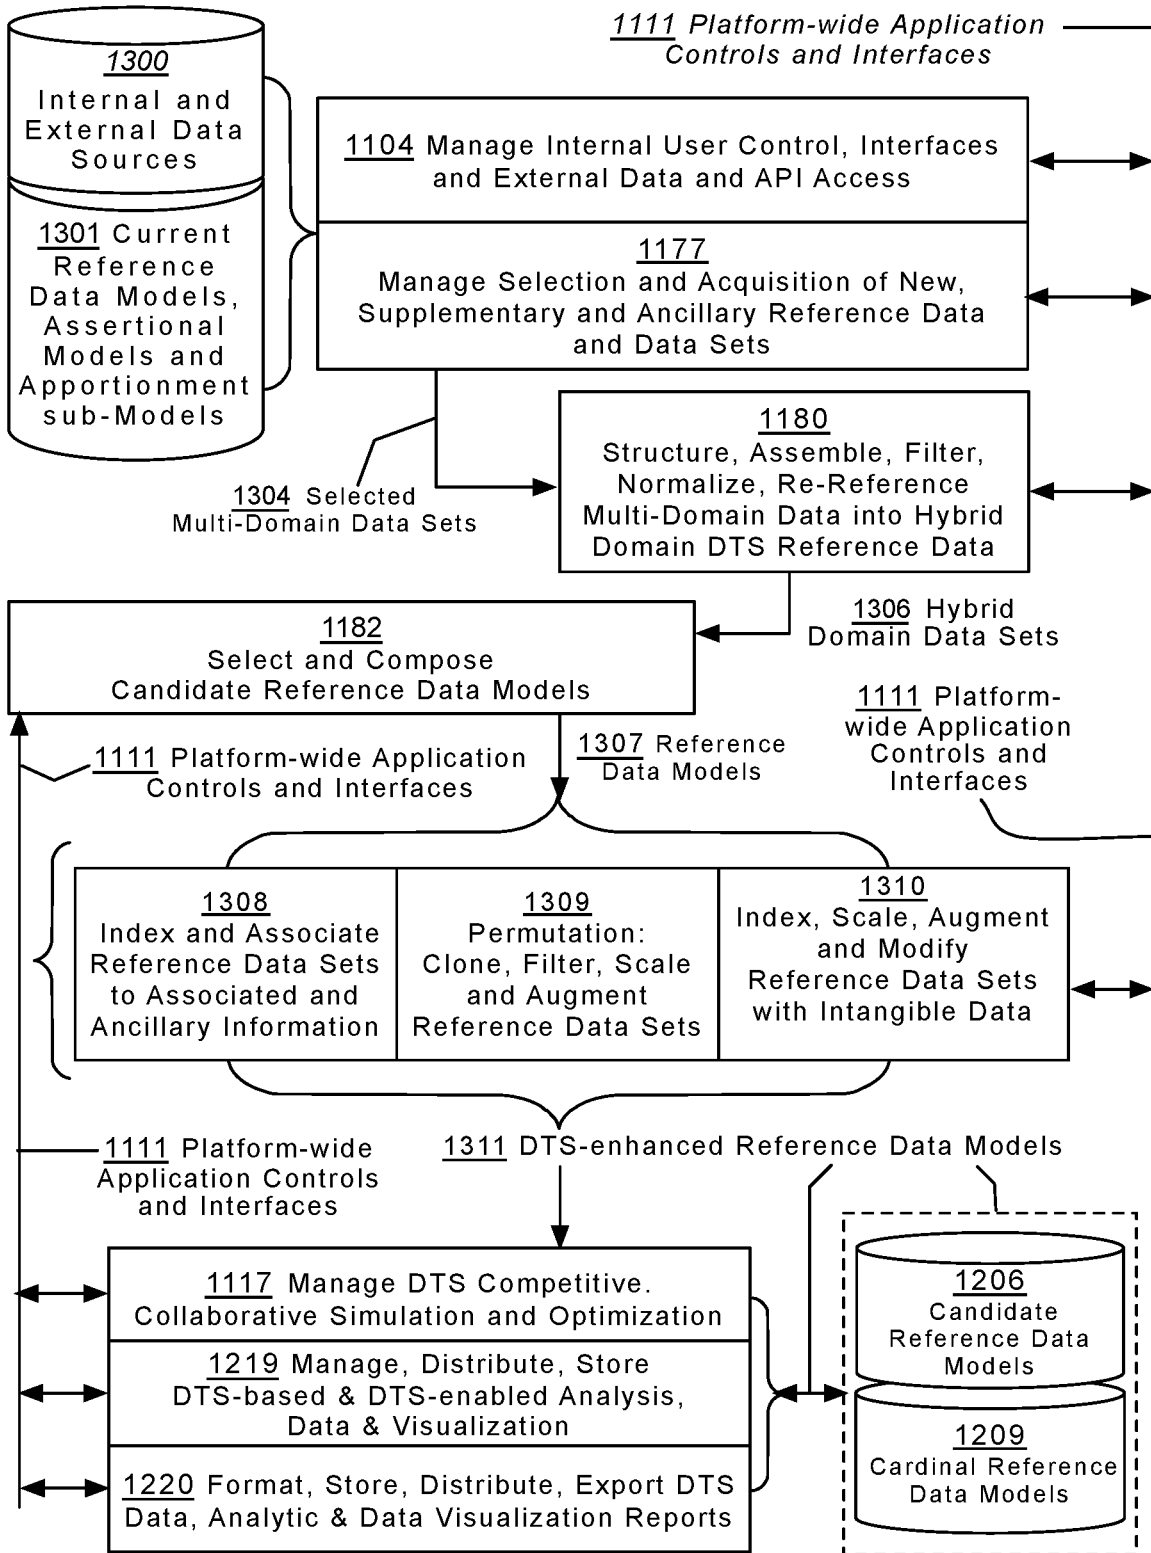 1300
Internal and
External Data
Sources
1301 Current
Reference
Data Models,
Assertional
Models and
Apportionment
sub-Models
1111 Platform-wide Application
Controls and Interfaces
1104 Manage Internal User Control, Interfaces
and External Data and API Access
1177
Manage Selection and Acquisition of New,
Supplementary and Ancillary Reference Data
and Data Sets
1304 Selected
Multi-Domain Data Sets
1180
Structure, Assemble, Filter,
Normalize, Re-Reference
Multi-Domain Data into Hybrid
Domain DTS Reference Data
1306 Hybrid
Domain Data Sets
1182
Select and Compose
Candidate Reference Data Models
1111 Platform-wide Application
Controls and Interfaces
1307 Reference
Data Models
1111 Platform-
wide Application
Controls and
Interfaces
1308
Index and Associate
Reference Data Sets
to Associated and
Ancillary Information
1309
Permutation:
Clone, Filter, Scale
and Augment
Reference Data Sets
1310
Index, Scale, Augment
and Modify
Reference Data Sets
with Intangible Data
1111 Platform-wide
Application Controls
and Interfaces
1311 DTS-enhanced Reference Data Models
1117 Manage DTS Competitive.
Collaborative Simulation and Optimization
1219 Manage, Distribute, Store
DTS-based & DTS-enabled Analysis,
Data & Visualization
1220 Format, Store, Distribute, Export DTS
Data, Analytic & Data Visualization Reports
1206
Candidate
Reference Data
Models
1209
Cardinal Reference
Data Models